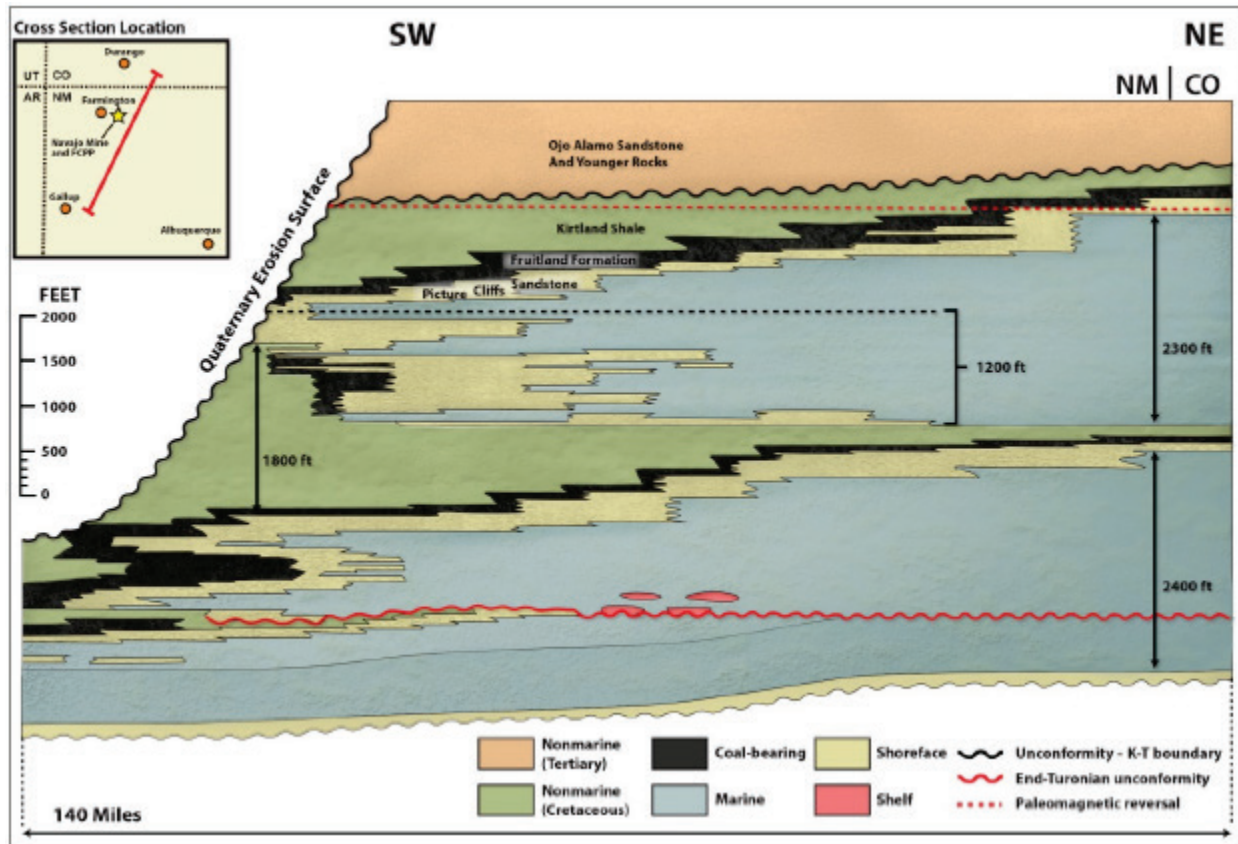 Cross Section Location
Durango
UT
CO
AR
NM
Farmington
Navajo Mine
and FCPP
Gallup
Albuquerque
SW
NE
NM
CO
Ojo Alamo Sandstone
And Younger Rocks
Quaternary Erosion Surface
Kirtland Shale
Fruitland Formation
Picture Cliffs Sandstone
FEET
2000
1500
1000
500
0
1200 ft
2300 ft
1800 ft
2400 ft
Nonmarine
(Tertiary)
Coal-bearing
Shoreface
Unconformity - K-T boundary
Nonmarine
(Cretaceous)
Marine
Shelf
End-Turonian unconformity
Paleomagnetic reversal
140 Miles